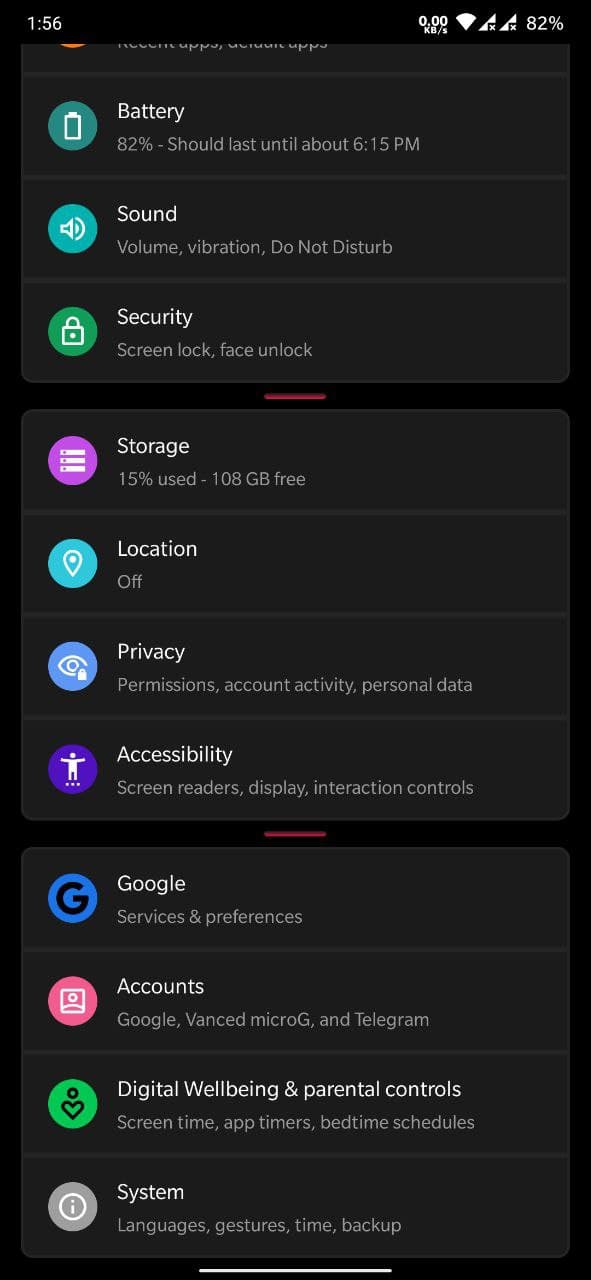 1:56
0.00 82%
KB/s
Recent apps, default apps
Battery
82% - Should last until about 6:15 PM
Sound
Volume, vibration, Do Not Disturb
Security
Screen lock, face unlock
Storage
15% used - 108 GB free
Location
Off
Privacy
Permissions, account activity, personal data
Accessibility
Screen readers, display, interaction controls
Google
Services & preferences
Accounts
Google, Vanced microG, and Telegram
Digital Wellbeing & parental controls
Screen time, app timers, bedtime schedules
System
Languages, gestures, time, backup